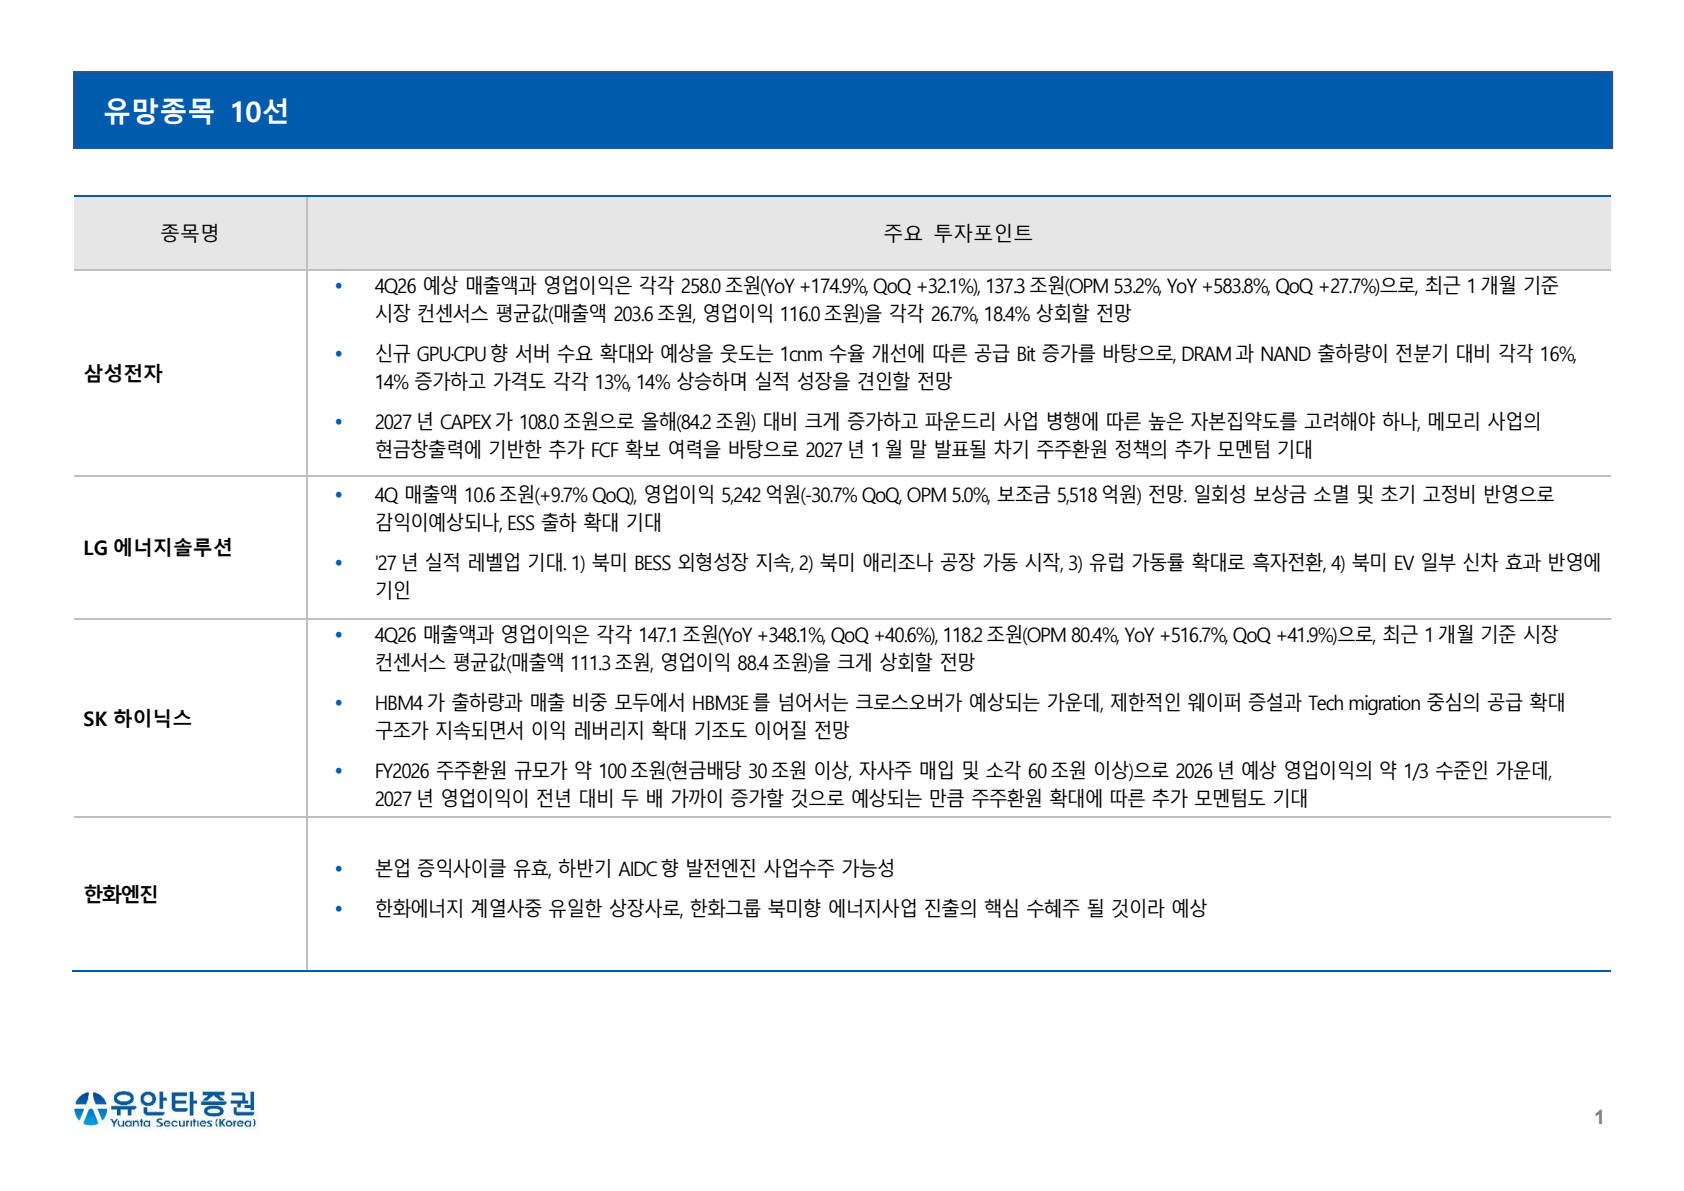 유망종목 10선
종목명
주요 투자포인트
삼성전자
• 4Q26 예상 매출액과 영업이익은 각각 258.0 조원(YoY +174.9%, QoQ +32.1%), 137.3 조원(OPM 53.2%, YoY +583.8%, QoQ +27.7%)으로, 최근 1 개월 기준
시장 컨센서스 평균값(매출액 203.6 조원, 영업이익 116.0 조원)을 각각 26.7%, 18.4% 상회할 전망
• 신규 GPU·CPU 향 서버 수요 확대와 예상을 웃도는 1cnm 수율 개선에 따른 공급 Bit 증가를 바탕으로, DRAM 과 NAND 출하량이 전분기 대비 각각 16%,
14% 증가하고 가격도 각각 13%, 14% 상승하며 실적 성장을 견인할 전망
• 2027 년 CAPEX 가 108.0 조원으로 올해(84.2 조원) 대비 크게 증가하고 파운드리 사업 병행에 따른 높은 자본집약도를 고려해야 하나, 메모리 사업의
현금창출력에 기반한 추가 FCF 확보 여력을 바탕으로 2027 년 1 월 말 발표될 차기 주주환원 정책의 추가 모멘텀 기대
LG 에너지솔루션
• 4Q 매출액 10.6 조원(+9.7% QoQ), 영업이익 5,242 억원(-30.7% QoQ, OPM 5.0%, 보조금 5,518 억원) 전망. 일회성 보상금 소멸 및 초기 고정비 반영으로
감익이예상되나, ESS 출하 확대 기대
• '27 년 실적 레벨업 기대. 1) 북미 BESS 외형성장 지속, 2) 북미 애리조나 공장 가동 시작, 3) 유럽 가동률 확대로 흑자전환, 4) 북미 EV 일부 신차 효과 반영에
기인
SK 하이닉스
• 4Q26 매출액과 영업이익은 각각 147.1 조원(YoY +348.1%, QoQ +40.6%), 118.2 조원(OPM 80.4%, YoY +516.7%, QoQ +41.9%)으로, 최근 1 개월 기준 시장
컨센서스 평균값(매출액 111.3 조원, 영업이익 88.4 조원)을 크게 상회할 전망
• HBM4 가 출하량과 매출 비중 모두에서 HBM3E 를 넘어서는 크로스오버가 예상되는 가운데, 제한적인 웨이퍼 증설과 Tech migration 중심의 공급 확대
구조가 지속되면서 이익 레버리지 확대 기조도 이어질 전망
• FY2026 주주환원 규모가 약 100 조원(현금배당 30 조원 이상, 자사주 매입 및 소각 60 조원 이상)으로 2026 년 예상 영업이익의 약 1/3 수준인 가운데,
2027 년 영업이익이 전년 대비 두 배 가까이 증가할 것으로 예상되는 만큼 주주환원 확대에 따른 추가 모멘텀도 기대
한화엔진
• 본업 증익사이클 유효, 하반기 AIDC 향 발전엔진 사업수주 가능성
• 한화에너지 계열사중 유일한 상장사로, 한화그룹 북미향 에너지사업 진출의 핵심 수혜주 될 것이라 예상
유안타증권
Yuanta Securities (Korea)
1